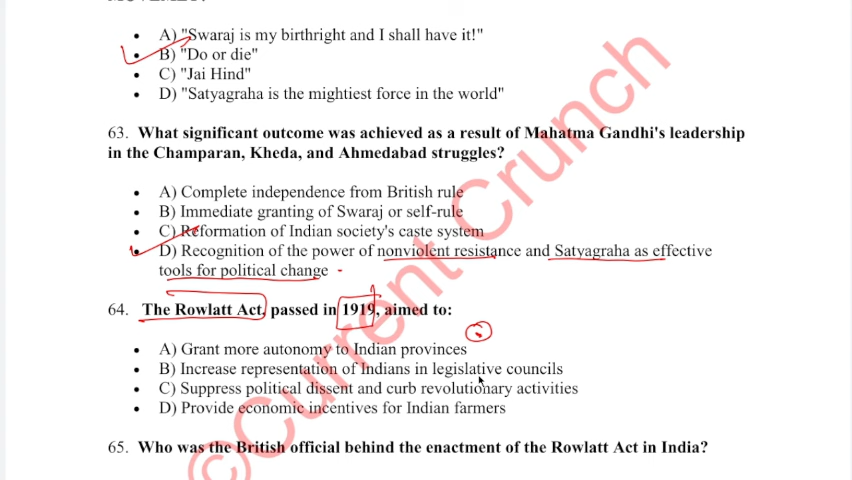 A) "Swaraj is my birthright and I shall have it!"
B) "Do or die"
C) "Jai Hind"
D) "Satyagraha is the mightiest force in the world"
63. What significant outcome was achieved as a result of Mahatma Gandhi's leadership
in the Champaran, Kheda, and Ahmedabad struggles?
A) Complete independence from British rule
B) Immediate granting of Swaraj or self-rule
C) Reformation of Indian society's caste system
D) Recognition of the power of nonviolent resistance and Satyagraha as effective
tools for political change
64. The Rowlatt Act, passed in 1919, aimed to:
A) Grant more autonomy to Indian provinces
B) Increase representation of Indians in legislative councils
C) Suppress political dissent and curb revolutionary activities
D) Provide economic incentives for Indian farmers
65. Who was the British official behind the enactment of the Rowlatt Act in India?
©Current Crunch